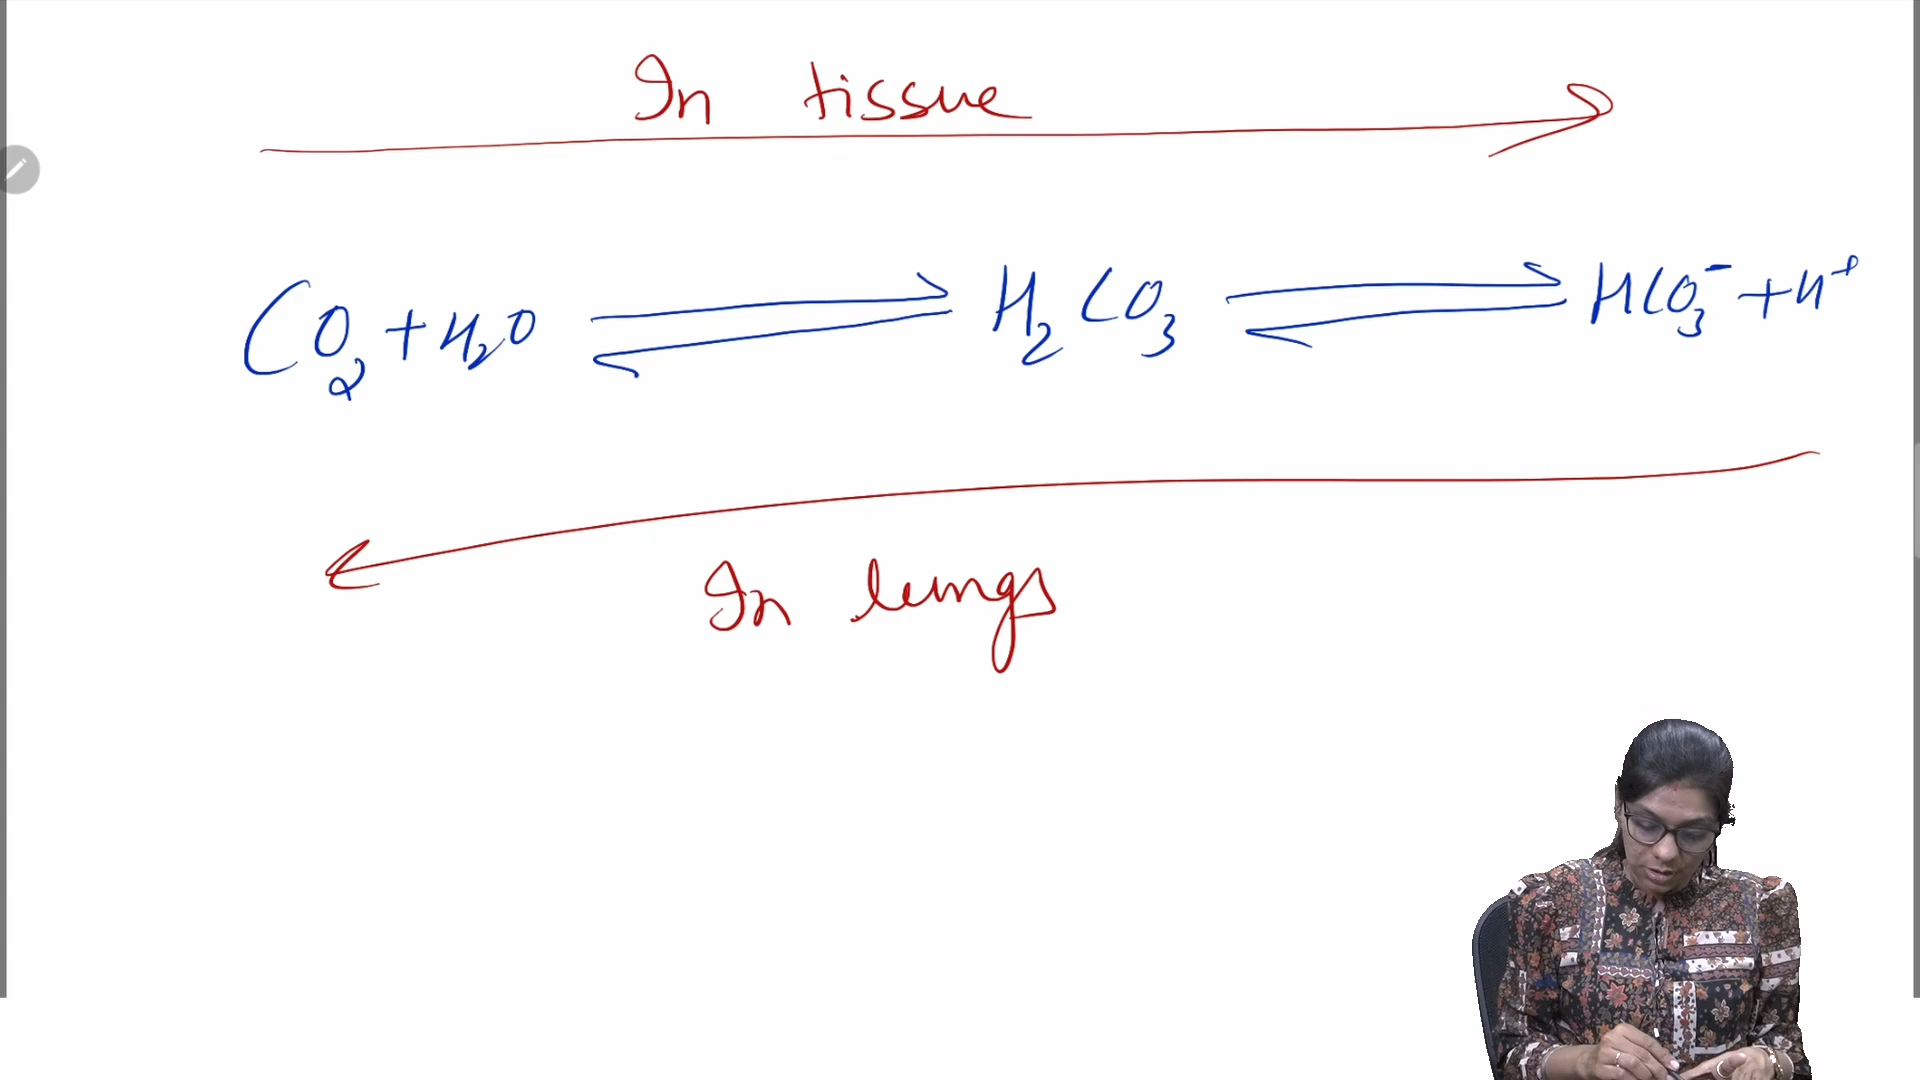 In tissue
CO₂ + H₂O ⇌ H₂CO₃ ⇌ HCO₃⁻ + H⁺
In lungs